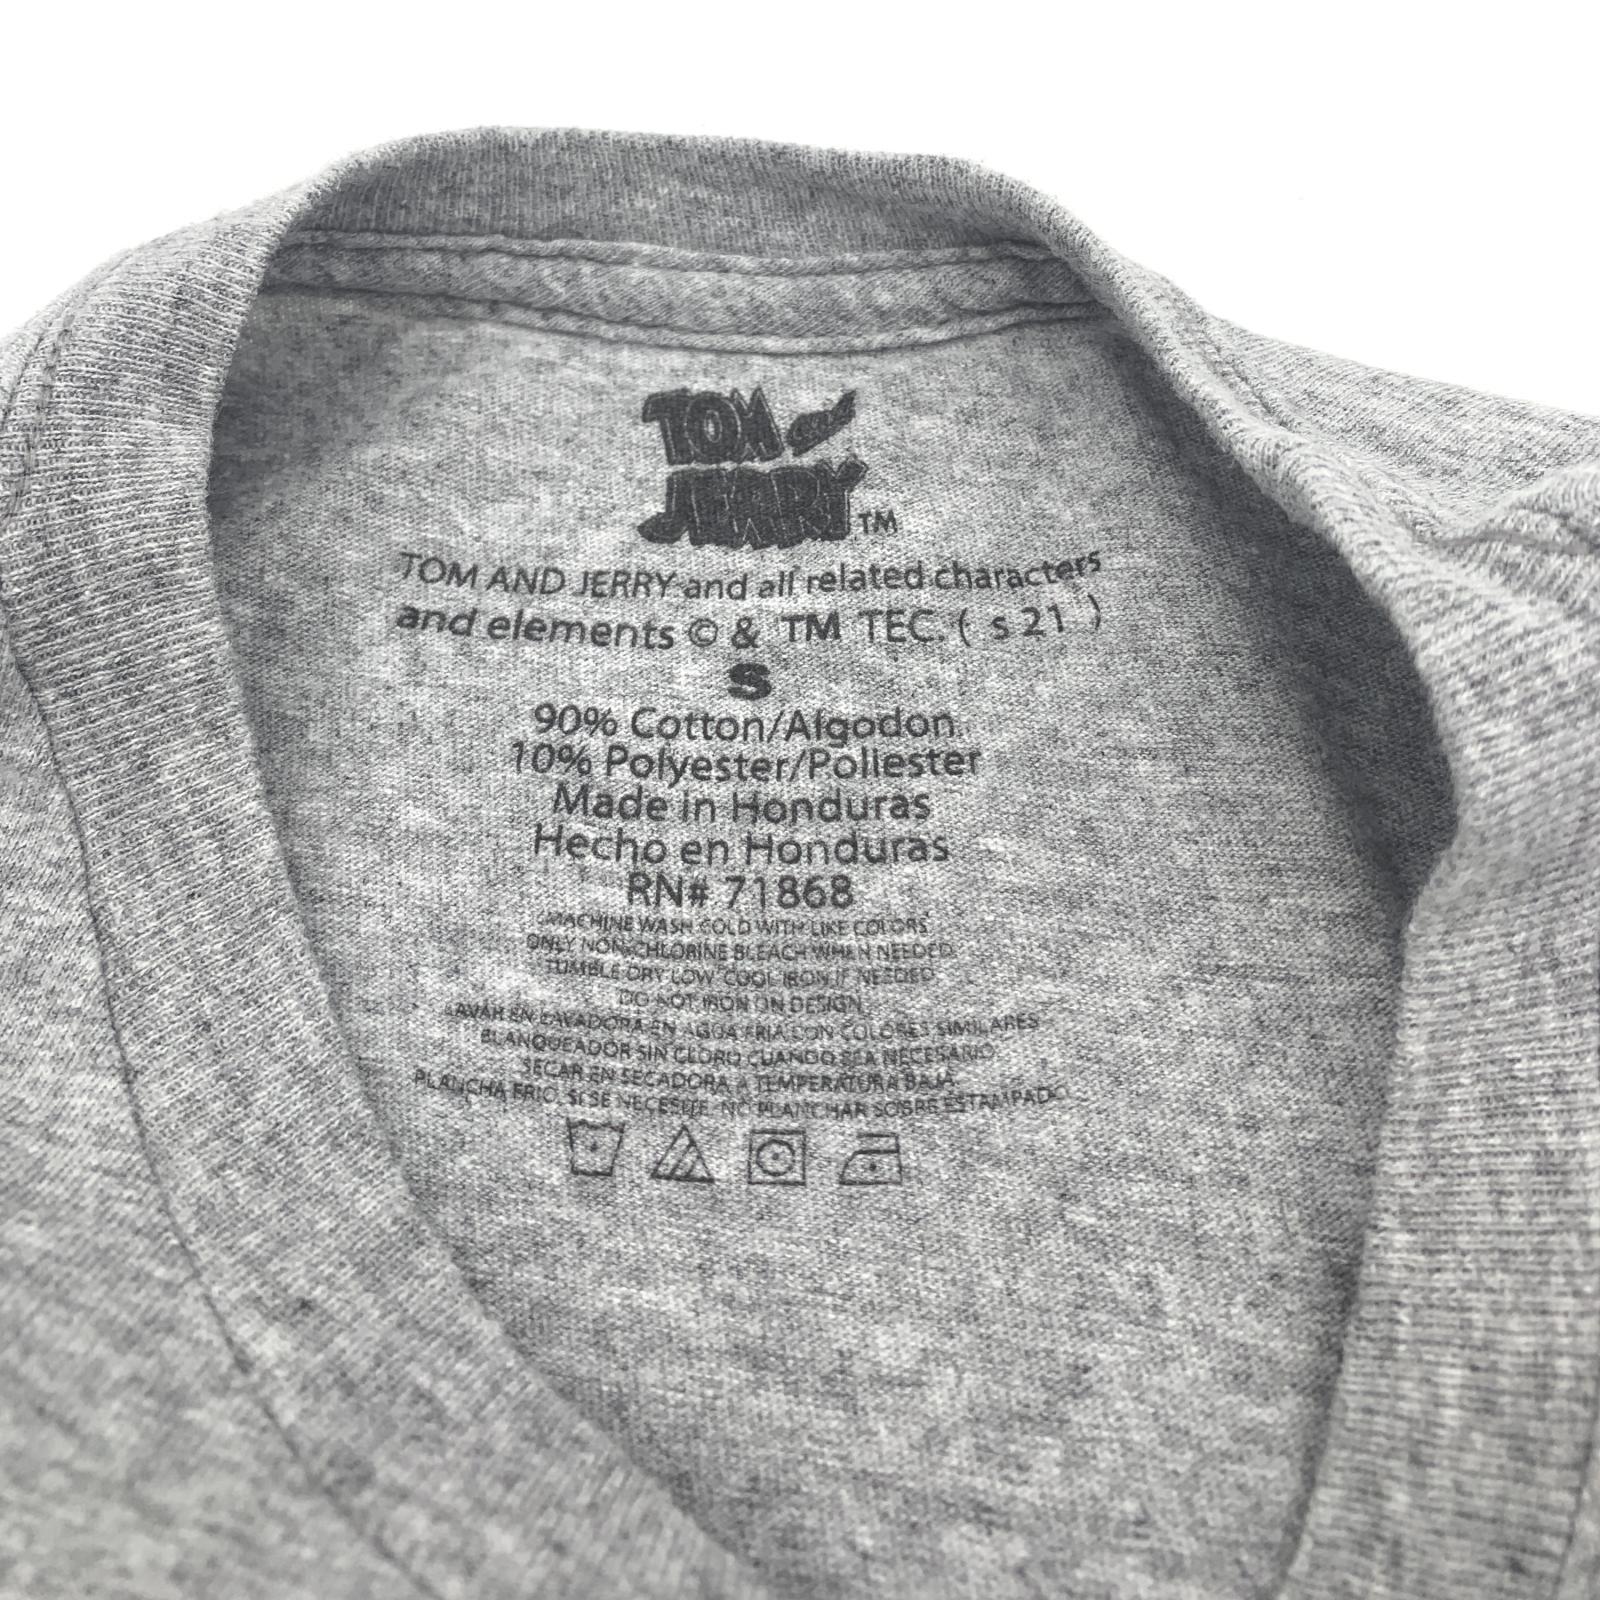 TOM and
JERRY TM
TOM AND JERRY and all related characters
and elements © & TM TEC. ( s 21 )
S
90% Cotton/Algodon
10% Polyester/Poliester
Made in Honduras
Hecho en Honduras
RN# 71868
MACHINE WASH COLD WITH LIKE COLORS
ONLY NON-CHLORINE BLEACH WHEN NEEDED
TUMBLE DRY LOW COOL IRON IF NEEDED
DO NOT IRON ON DESIGN
LAVAR EN LAVADORA EN AGUA FRIA CON COLORES SIMILARES
BLANQUEADOR SIN CLORO CUANDO SEA NECESARIO
SECAR EN SECADORA A TEMPERATURA BAJA
PLANCHA FRIO. SI SE NECESITE NO PLANCHAR SOBRE ESTAMPADO